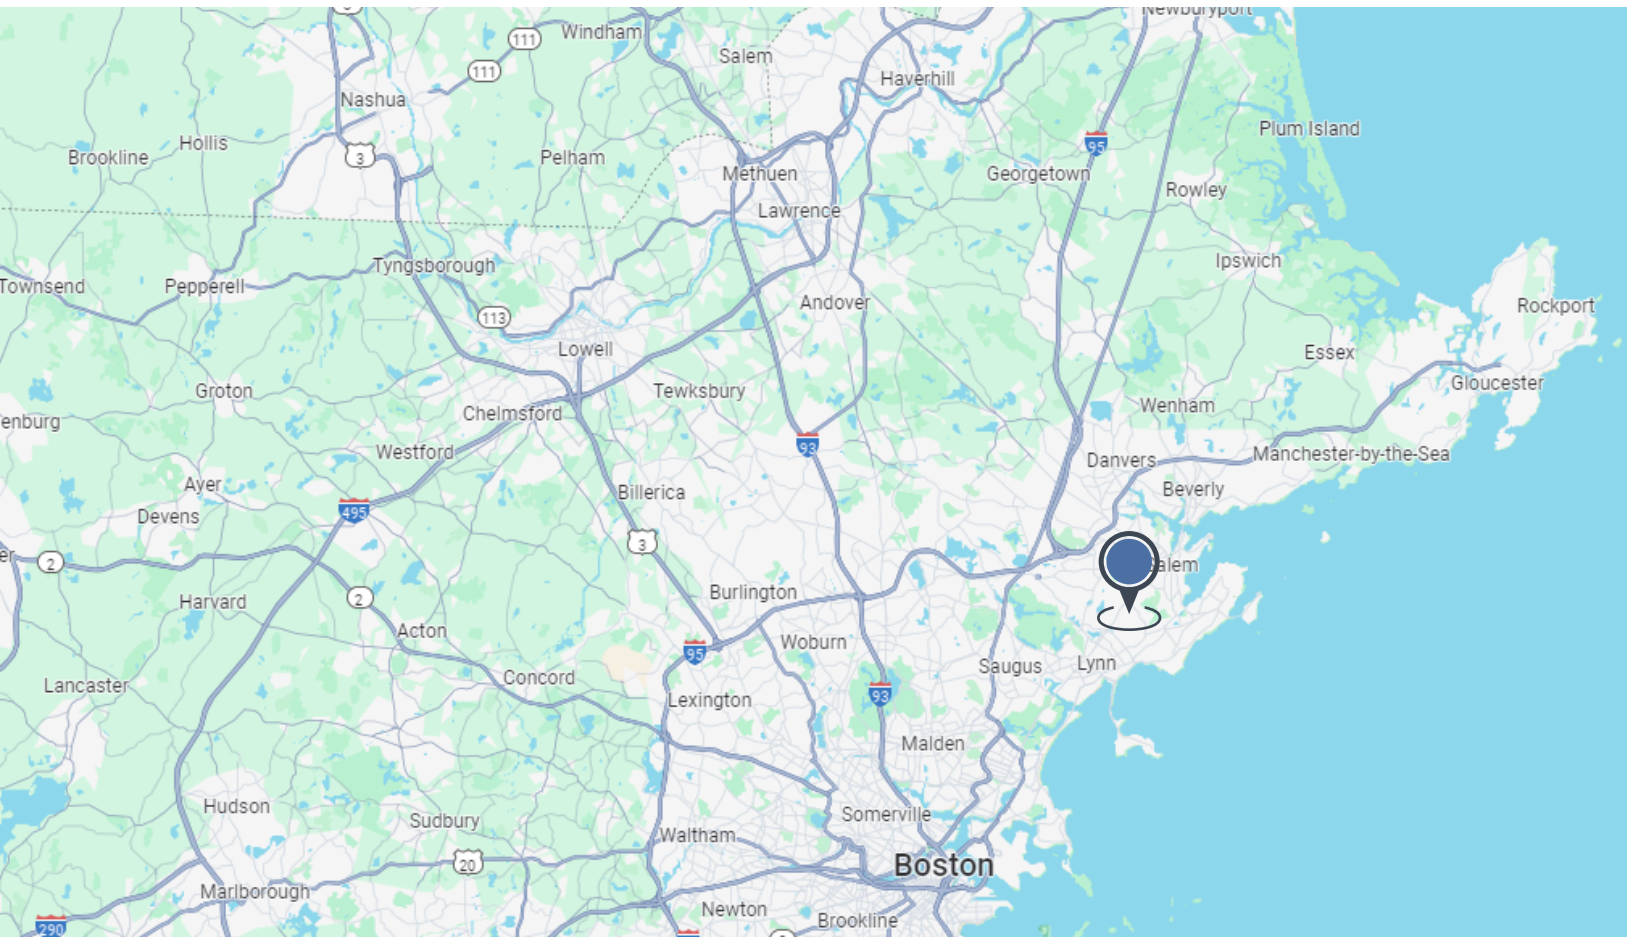 Newburyport
111
Windham
Salem
111
Haverhill
Nashua
Plum Island
95
Hollis
Brookline
3
Pelham
Methuen
Georgetown
Rowley
Lawrence
Tyngsborough
Ipswich
Townsend
Pepperell
Andover
Rockport
113
Lowell
Essex
Groton
Tewksbury
Gloucester
Chelmsford
Wenham
enburg
93
Westford
Danvers
Manchester-by-the-Sea
Ayer
Billerica
Beverly
495
Devens
3
er
2
Salem
Burlington
2
Harvard
Acton
Woburn
95
Saugus
Lynn
Concord
Lancaster
93
Lexington
Malden
Hudson
Sudbury
Somerville
Waltham
20
Boston
Marlborough
Newton
Brookline
290